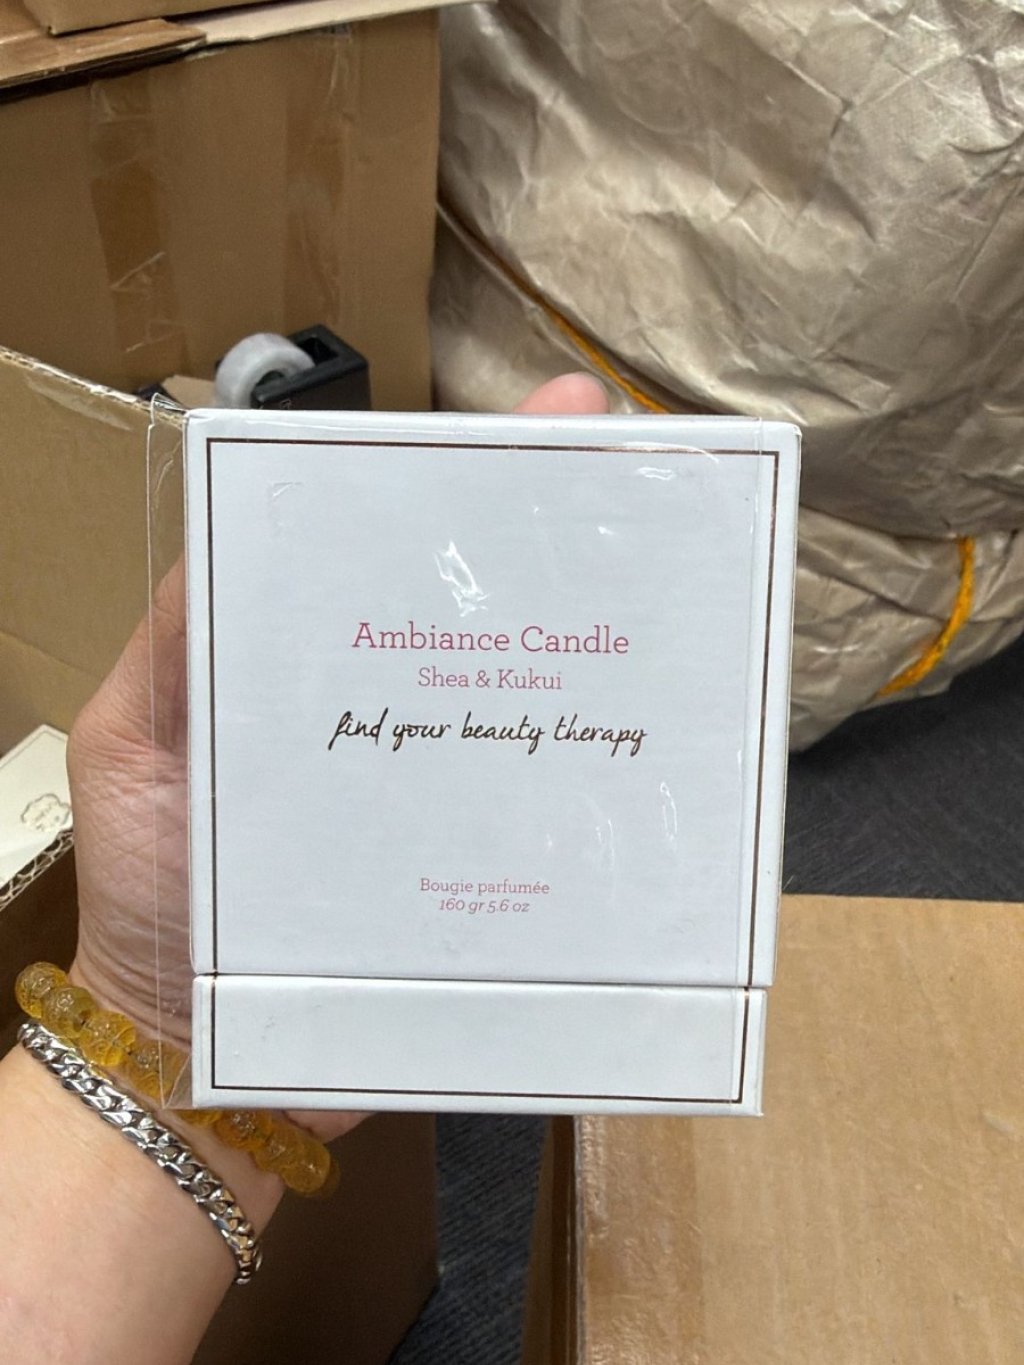 Ambiance Candle
Shea & Kukui
find your beauty therapy
Bougie parfumée
160 gr 5.6 oz